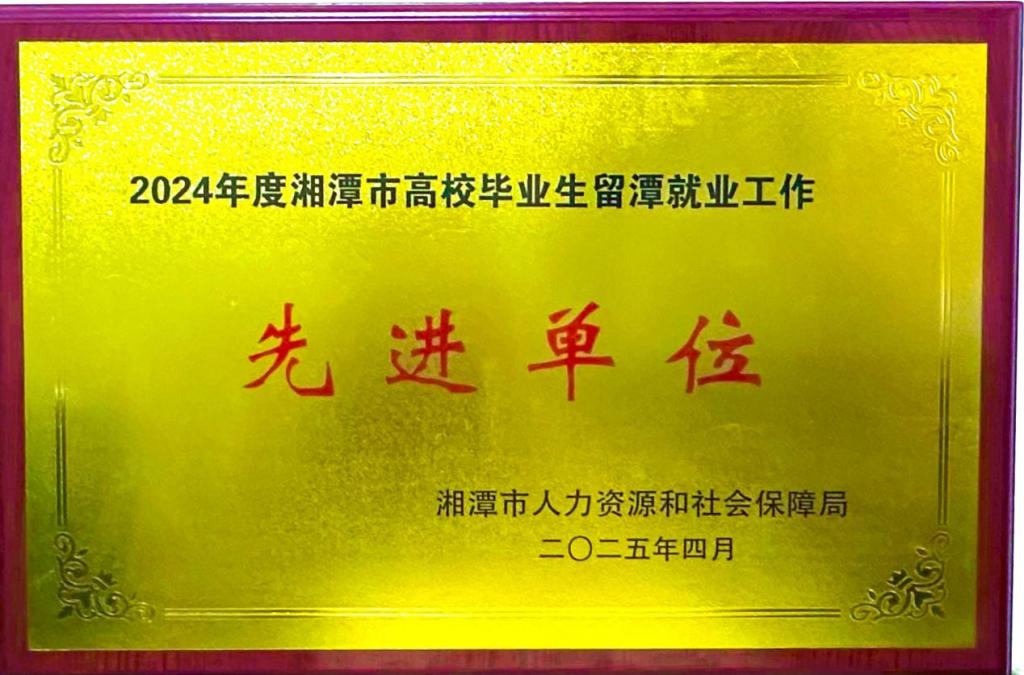 2024年度湘潭市高校毕业生留潭就业工作
先进单位
湘潭市人力资源和社会保障局
二〇二五年四月